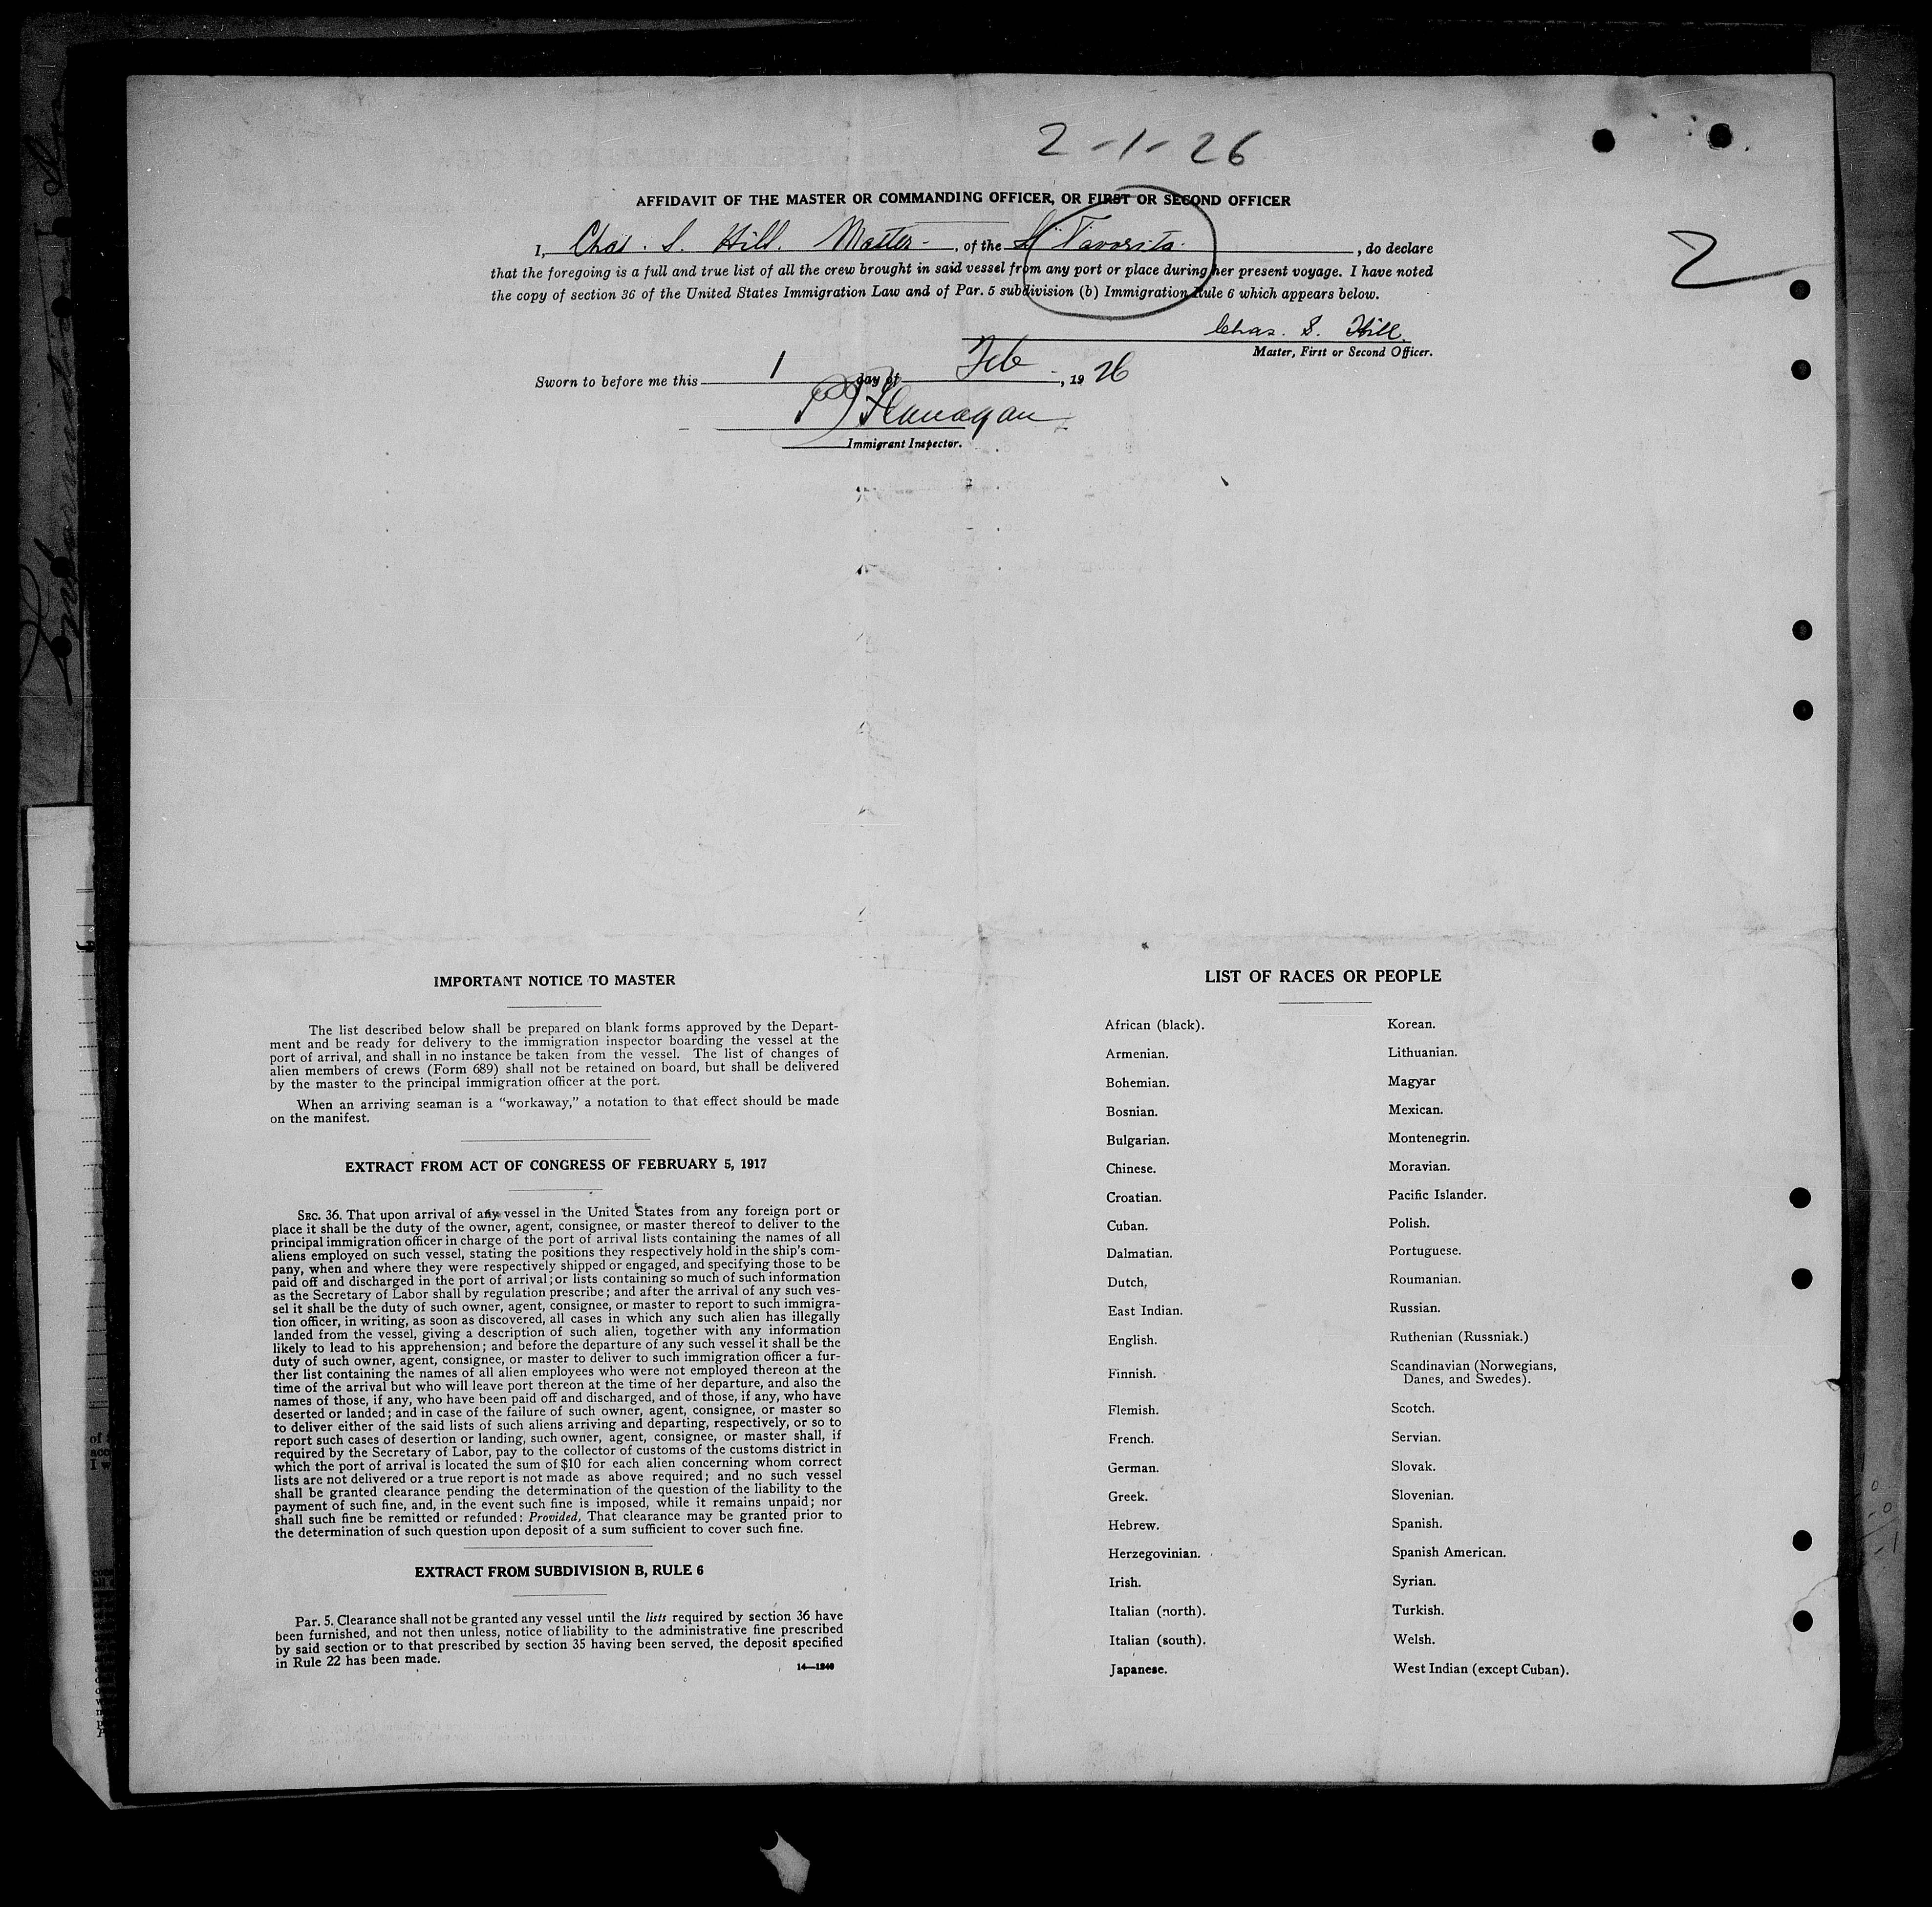 2-1-26
AFFIDAVIT OF THE MASTER OR COMMANDING OFFICER, OR FIRST OR SECOND OFFICER
I, Chas. S. Hill. Master-, of the Favorita., do declare
that the foregoing is a full and true list of all the crew brought in said vessel from any port or place during her present voyage. I have noted
the copy of section 36 of the United States Immigration Law and of Par. 5 subdivision (b) Immigration Rule 6 which appears below.
2
Chas. S. Hill.
Master, First or Second Officer.
Sworn to before me this 1 day of Feb, 1926
Flanagan
Immigrant Inspector.
IMPORTANT NOTICE TO MASTER
The list described below shall be prepared on blank forms approved by the Depart-
ment and be ready for delivery to the immigration inspector boarding the vessel at the
port of arrival, and shall in no instance be taken from the vessel. The list of changes of
alien members of crews (Form 689) shall not be retained on board, but shall be delivered
by the master to the principal immigration officer at the port.
When an arriving seaman is a "workaway," a notation to that effect should be made
on the manifest.
EXTRACT FROM ACT OF CONGRESS OF FEBRUARY 5, 1917
SEC. 36. That upon arrival of any vessel in the United States from any foreign port or
place it shall be the duty of the owner, agent, consignee, or master thereof to deliver to the
principal immigration officer in charge of the port of arrival lists containing the names of all
aliens employed on such vessel, stating the positions they respectively hold in the ship's com-
pany, when and where they were respectively shipped or engaged, and specifying those to be
paid off and discharged in the port of arrival; or lists containing so much of such information
as the Secretary of Labor shall by regulation prescribe; and after the arrival of any such ves-
sel it shall be the duty of such owner, agent, consignee, or master to report to such immigra-
tion officer, in writing, as soon as discovered, all cases in which any such alien has illegally
landed from the vessel, giving a description of such alien, together with any information
likely to lead to his apprehension; and before the departure of any such vessel it shall be the
duty of such owner, agent, consignee, or master to deliver to such immigration officer a fur-
ther list containing the names of all alien employees who were not employed thereon at the
time of the arrival but who will leave port thereon at the time of her departure, and also the
names of those, if any, who have been paid off and discharged, and of those, if any, who have
deserted or landed; and in case of the failure of such owner, agent, consignee, or master so
to deliver either of the said lists of such aliens arriving and departing, respectively, or so to
report such cases of desertion or landing, such owner, agent, consignee, or master shall, if
required by the Secretary of Labor, pay to the collector of customs of the customs district in
which the port of arrival is located the sum of $10 for each alien concerning whom correct
lists are not delivered or a true report is not made as above required; and no such vessel
shall be granted clearance pending the determination of the question of the liability to the
payment of such fine, and, in the event such fine is imposed, while it remains unpaid; nor
shall such fine be remitted or refunded: Provided, That clearance may be granted prior to
the determination of such question upon deposit of a sum sufficient to cover such fine.
EXTRACT FROM SUBDIVISION B, RULE 6
Par. 5. Clearance shall not be granted any vessel until the lists required by section 36 have
been furnished, and not then unless, notice of liability to the administrative fine prescribed
by said section or to that prescribed by section 35 having been served, the deposit specified
in Rule 22 has been made.
14—1240
LIST OF RACES OR PEOPLE
African (black).
Armenian.
Bohemian.
Bosnian.
Bulgarian.
Chinese.
Croatian.
Cuban.
Dalmatian.
Dutch.
East Indian.
English.
Finnish.
Flemish.
French.
German.
Greek.
Hebrew.
Herzegovinian.
Irish.
Italian (north).
Italian (south).
Japanese.
Korean.
Lithuanian.
Magyar
Mexican.
Montenegrin.
Moravian.
Pacific Islander.
Polish.
Portuguese.
Roumanian.
Russian.
Ruthenian (Russniak.)
Scandinavian (Norwegians,
Danes, and Swedes).
Scotch.
Servian.
Slovak.
Slovenian.
Spanish.
Spanish American.
Syrian.
Turkish.
Welsh.
West Indian (except Cuban).